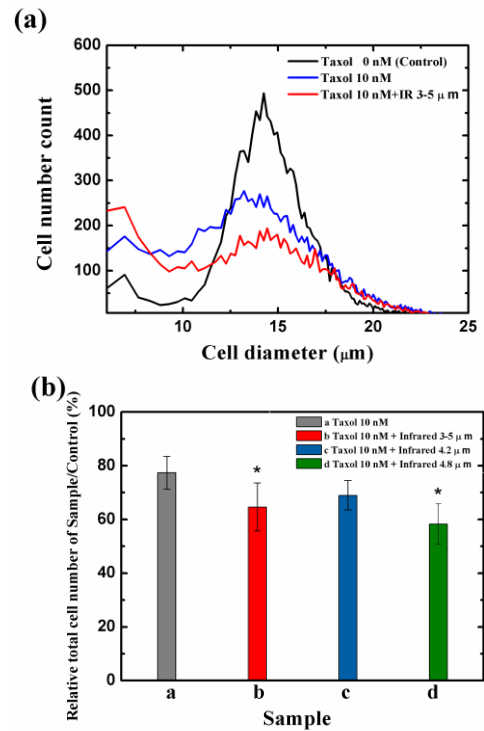 (a)
Taxol 0 nM (Control)
Taxol 10 nM
Taxol 10 nM+IR 3-5 μm
600
500
400
300
200
100
Cell number count
10
15
20
25
Cell diameter (μm)
(b)
a Taxol 10 nM
b Taxol 10 nM + Infrared 3-5 μm
c Taxol 10 nM + Infrared 4.2 μm
d Taxol 10 nM + Infrared 4.8 μm
100
80
60
40
20
0
Relative total cell number of Sample/Control (%)
*
*
a
b
c
d
Sample